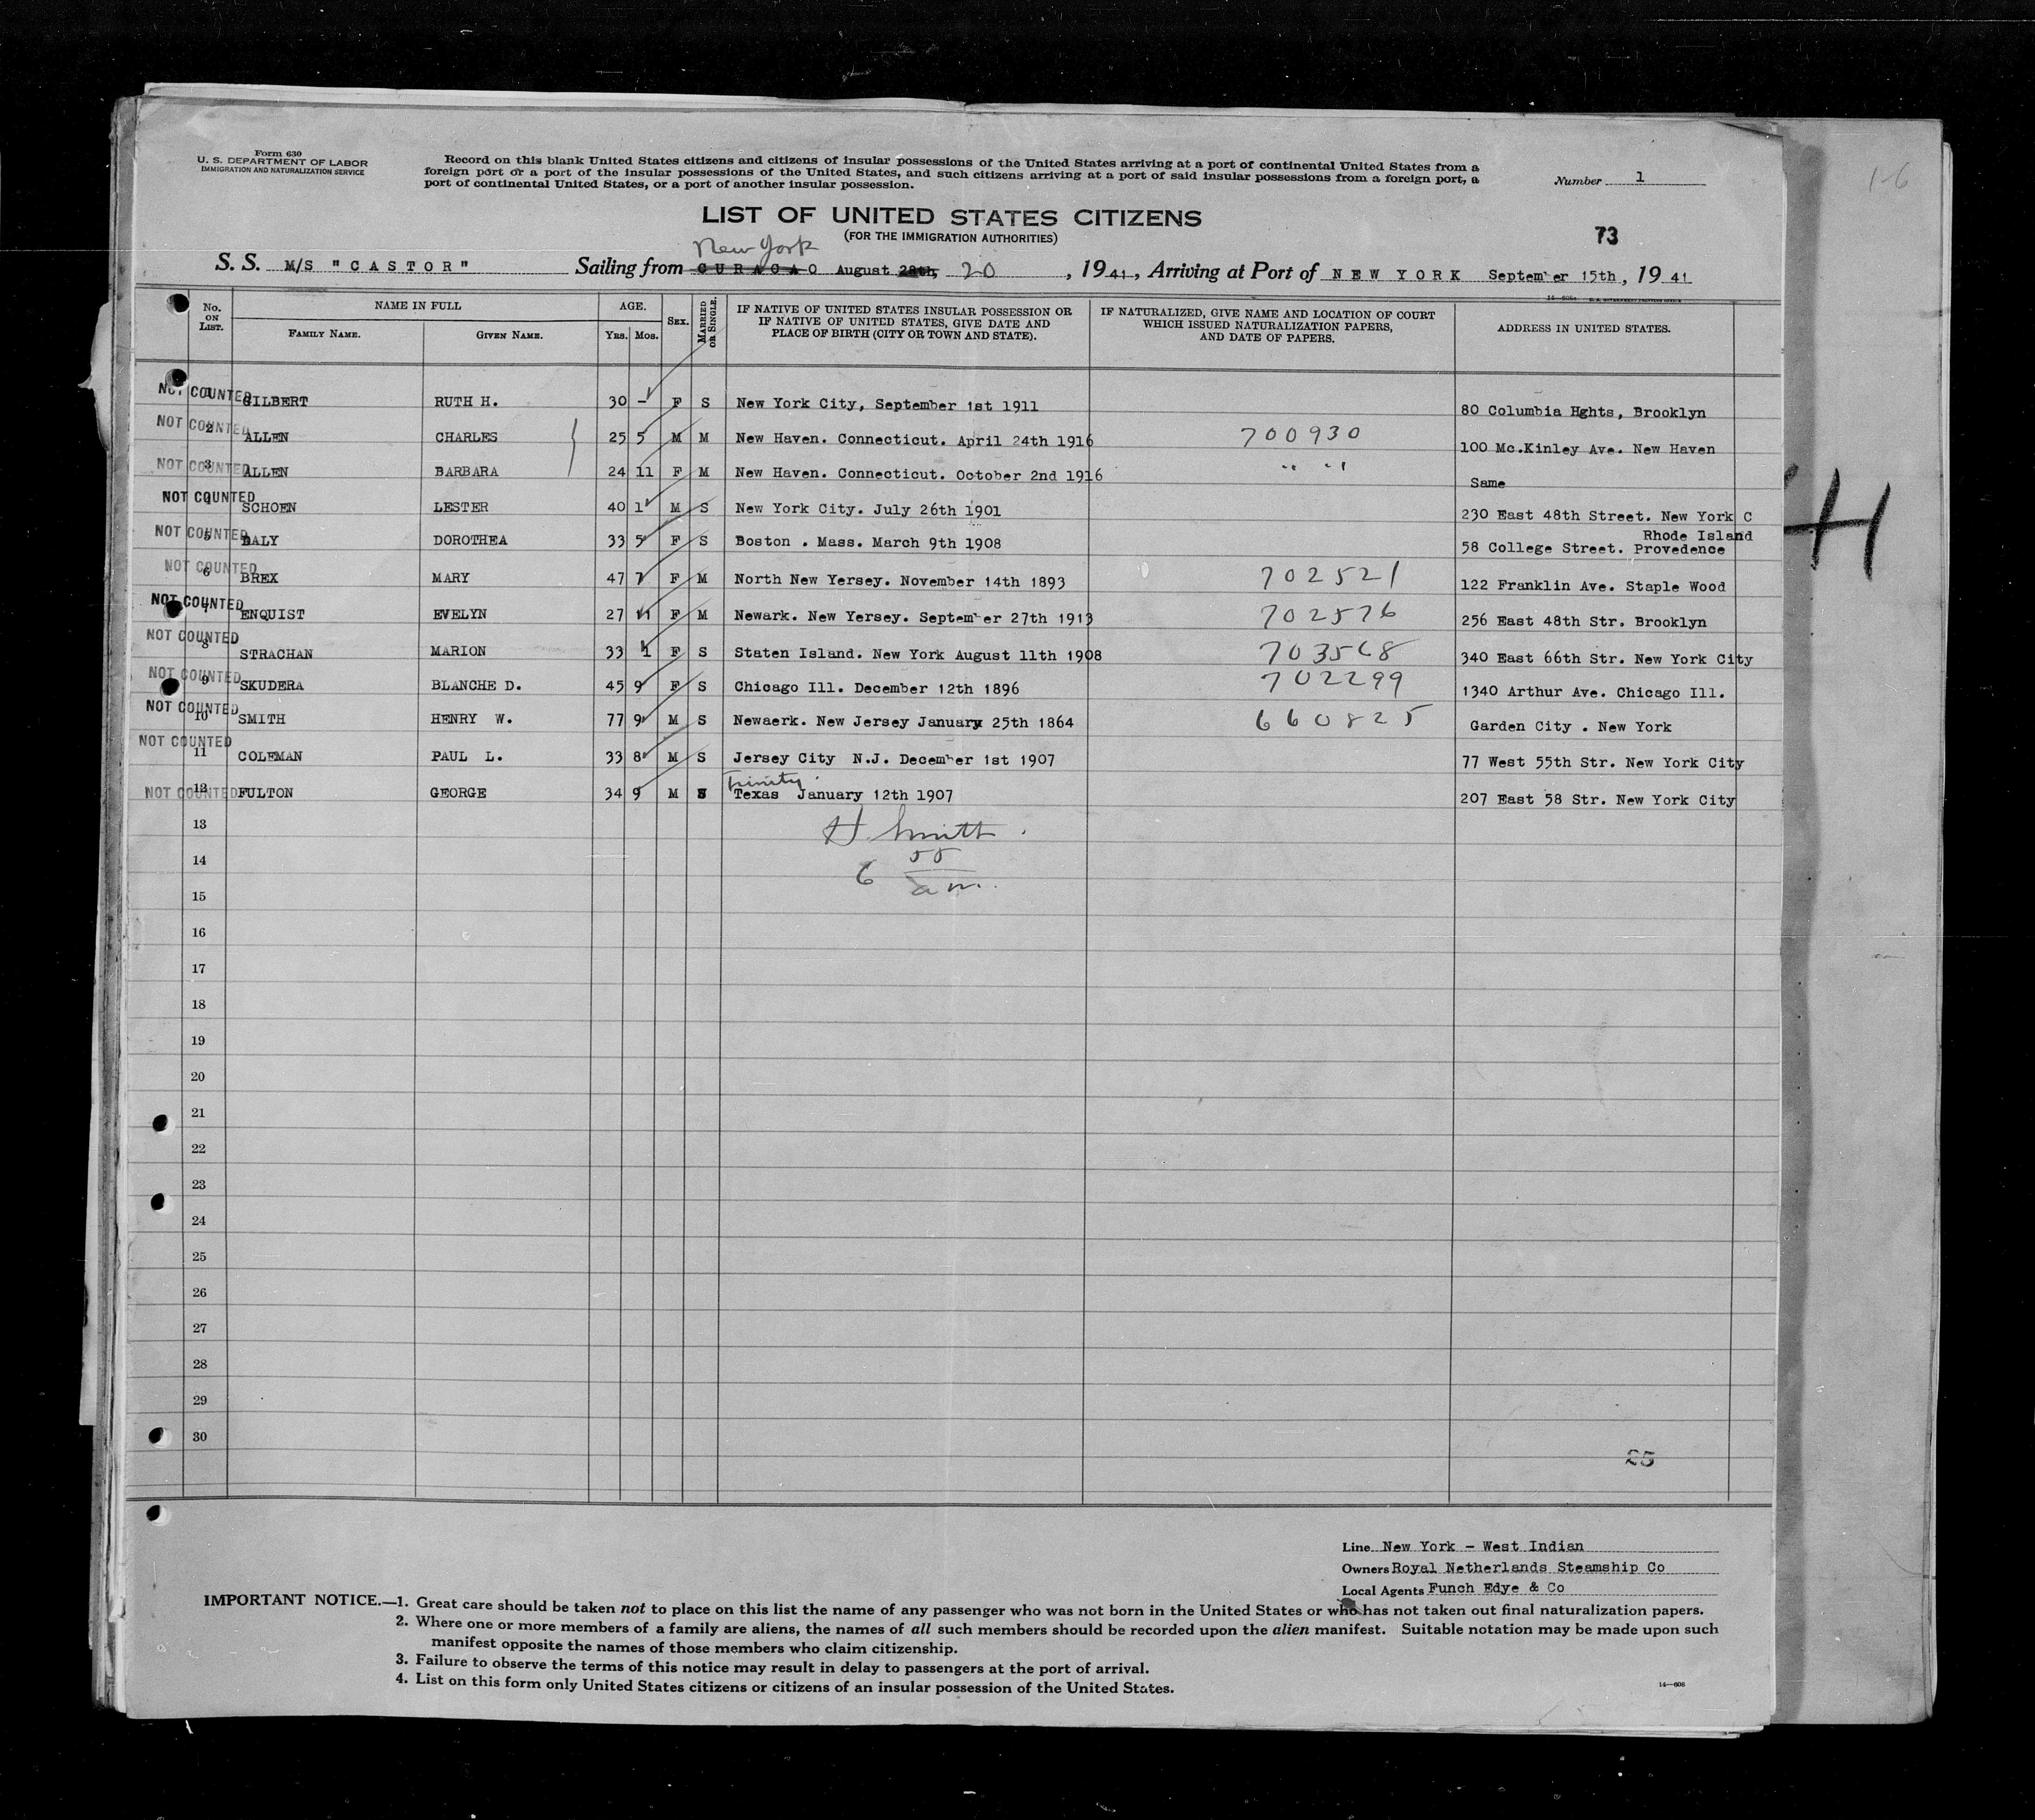 Form 630
U. S. DEPARTMENT OF LABOR
IMMIGRATION AND NATURALIZATION SERVICE
Record on this blank United States citizens and citizens of insular possessions of the United States arriving at a port of continental United States from a
foreign port or a port of the insular possessions of the United States, and such citizens arriving at a port of said insular possessions from a foreign port, a
port of continental United States, or a port of another insular possession.
Number 1
1-6
LIST OF UNITED STATES CITIZENS
(FOR THE IMMIGRATION AUTHORITIES)
73
New York
S. S. M/S "CASTOR" Sailing from CURACAO August 28th, 20, 1941, Arriving at Port of NEW YORK September 15th, 1941
No. ON LIST. NAME IN FULL FAMILY NAME. GIVEN NAME. AGE. Yrs. Mos. SEX. MARRIED OR SINGLE. IF NATIVE OF UNITED STATES INSULAR POSSESSION OR IF NATIVE OF UNITED STATES, GIVE DATE AND PLACE OF BIRTH (CITY OR TOWN AND STATE). IF NATURALIZED, GIVE NAME AND LOCATION OF COURT WHICH ISSUED NATURALIZATION PAPERS, AND DATE OF PAPERS. ADDRESS IN UNITED STATES.
NOT COUNTED 1 GILBERT RUTH H. 30 - F S New York City, September 1st 1911 80 Columbia Hghts, Brooklyn
NOT COUNTED 2 ALLEN CHARLES 25 5 M M New Haven. Connecticut. April 24th 1916 700930 100 Mc.Kinley Ave. New Haven
NOT COUNTED 3 ALLEN BARBARA 24 11 F M New Haven. Connecticut. October 2nd 1916 " " Same
NOT COUNTED 4 SCHOEN LESTER 40 1 M S New York City. July 26th 1901 230 East 48th Street. New York C
NOT COUNTED 5 DALY DOROTHEA 33 5 F S Boston . Mass. March 9th 1908 58 College Street. Provedence Rhode Island
NOT COUNTED 6 BREX MARY 47 7 F M North New Yersey. November 14th 1893 702521 122 Franklin Ave. Staple Wood
NOT COUNTED 7 ENQUIST EVELYN 27 11 F M Newark. New Yersey. September 27th 1913 702576 256 East 48th Str. Brooklyn
NOT COUNTED 8 STRACHAN MARION 33 1 F S Staten Island. New York August 11th 1908 703568 340 East 66th Str. New York City
NOT COUNTED 9 SKUDERA BLANCHE D. 45 9 F S Chicago Ill. December 12th 1896 702299 1340 Arthur Ave. Chicago Ill.
NOT COUNTED 10 SMITH HENRY W. 77 9 M S Newaerk. New Jersey January 25th 1864 660825 Garden City . New York
NOT COUNTED 11 COLEMAN PAUL L. 33 8 M S Jersey City N.J. December 1st 1907 77 West 55th Str. New York City
Trinity
NOT COUNTED 12 FULTON GEORGE 34 9 M S Texas January 12th 1907 207 East 58 Str. New York City
13
H Smith
14
6 55 am.
15
16
17
18
19
20
21
22
23
24
25
26
27
28
29
30
25
H
Line New York - West Indian
Owners Royal Netherlands Steamship Co
Local Agents Funch Edye & Co
IMPORTANT NOTICE.—1. Great care should be taken not to place on this list the name of any passenger who was not born in the United States or who has not taken out final naturalization papers.
2. Where one or more members of a family are aliens, the names of all such members should be recorded upon the alien manifest. Suitable notation may be made upon such
manifest opposite the names of those members who claim citizenship.
3. Failure to observe the terms of this notice may result in delay to passengers at the port of arrival.
4. List on this form only United States citizens or citizens of an insular possession of the United States.
14—608